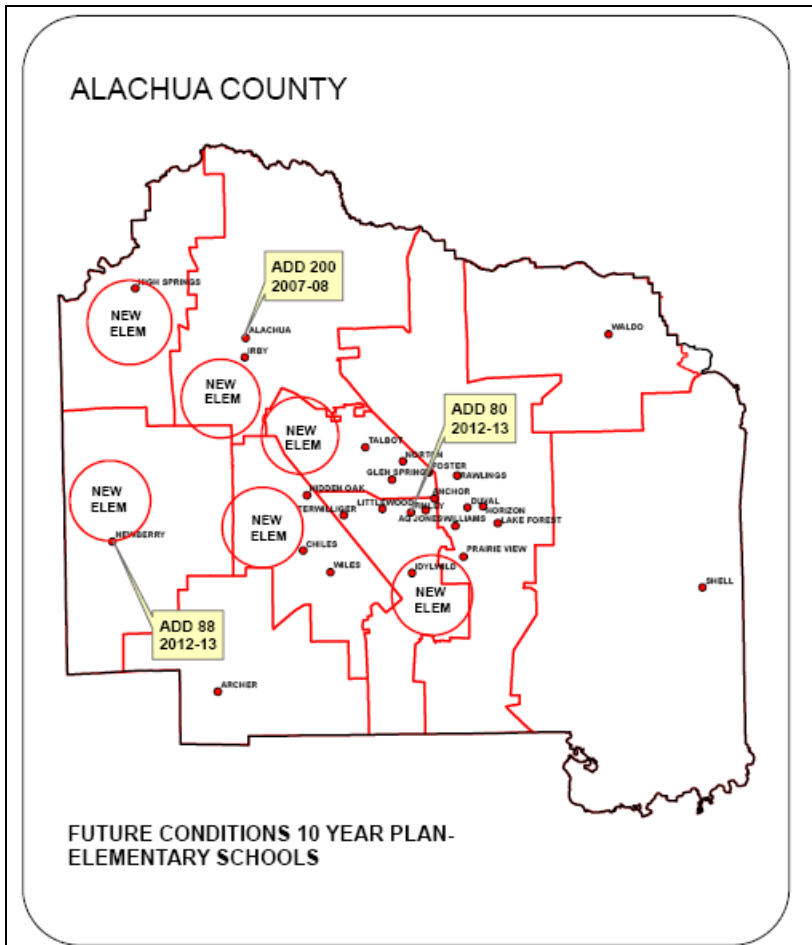 ALACHUA COUNTY
ADD 200
2007-08
HIGH SPRINGS
NEW
ELEM
ALACHUA
IRBY
WALDO
NEW
ELEM
ADD 80
2012-13
NEW
ELEM
TALBOT
NORTON
FOSTER
GLEN SPRINGS
RAWLINGS
HIDDEN OAK
ANCHOR
NEW
ELEM
LITTLEWOOD
FINLEY
DUVAL
HORIZON
TERWILLIGER
AQ JONES
WILLIAMS
LAKE FOREST
NEW
ELEM
NEWBERRY
CHILES
PRAIRIE VIEW
WILES
IDYLWILD
SHELL
NEW
ELEM
ADD 88
2012-13
ARCHER
FUTURE CONDITIONS 10 YEAR PLAN-
ELEMENTARY SCHOOLS